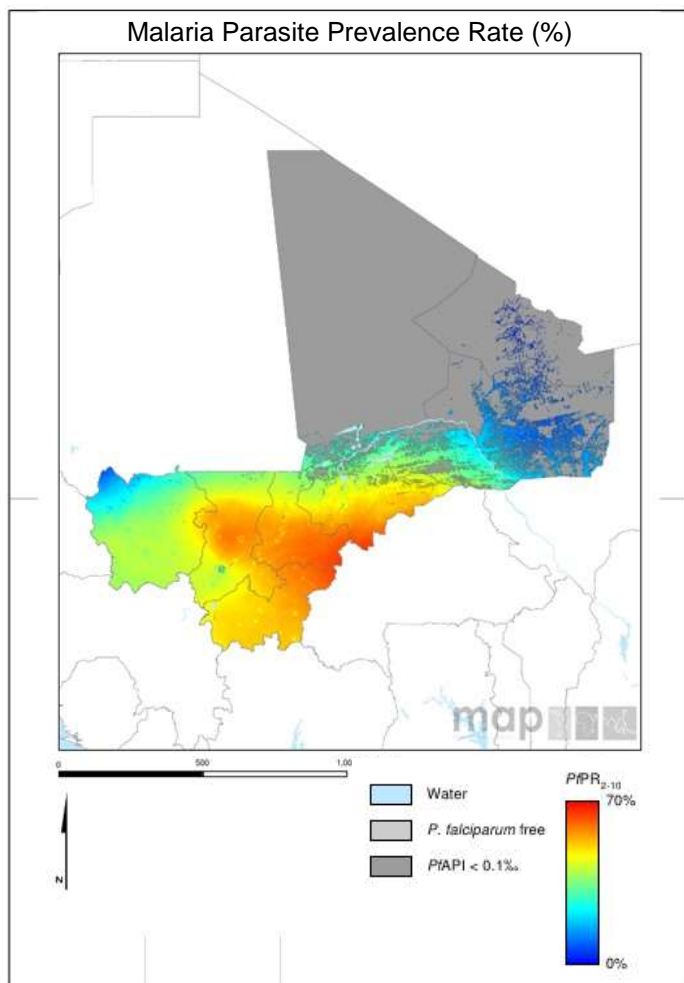 Malaria Parasite Prevalence Rate (%)
map
0 500 1,00
Water
P. falciparum free
PfAPI < 0.1‰
PfPR2-10
70%
0%
N